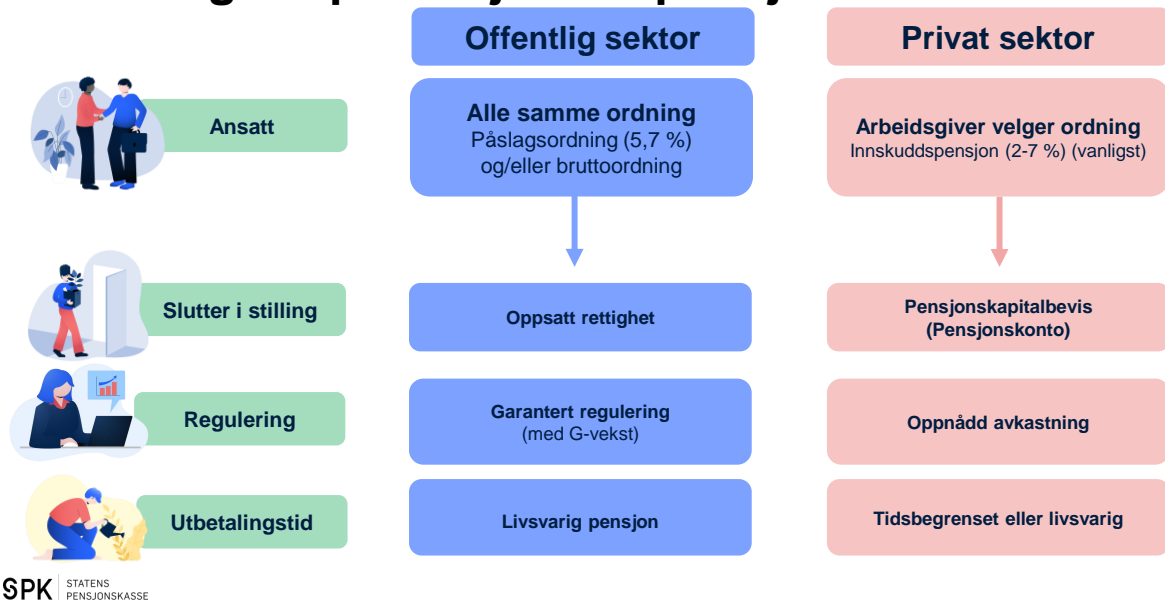 Offentlig sektor
Privat sektor
Ansatt
Alle samme ordning
Påslagsordning (5,7 %)
og/eller bruttoordning
Arbeidsgiver velger ordning
Innskuddspensjon (2-7 %) (vanligst)
Slutter i stilling
Oppsatt rettighet
Pensjonskapitalbevis
(Pensjonskonto)
Regulering
Garantert regulering
(med G-vekst)
Oppnådd avkastning
Utbetalingstid
Livsvarig pensjon
Tidsbegrenset eller livsvarig
SPK
STATENS
PENSJONSKASSE